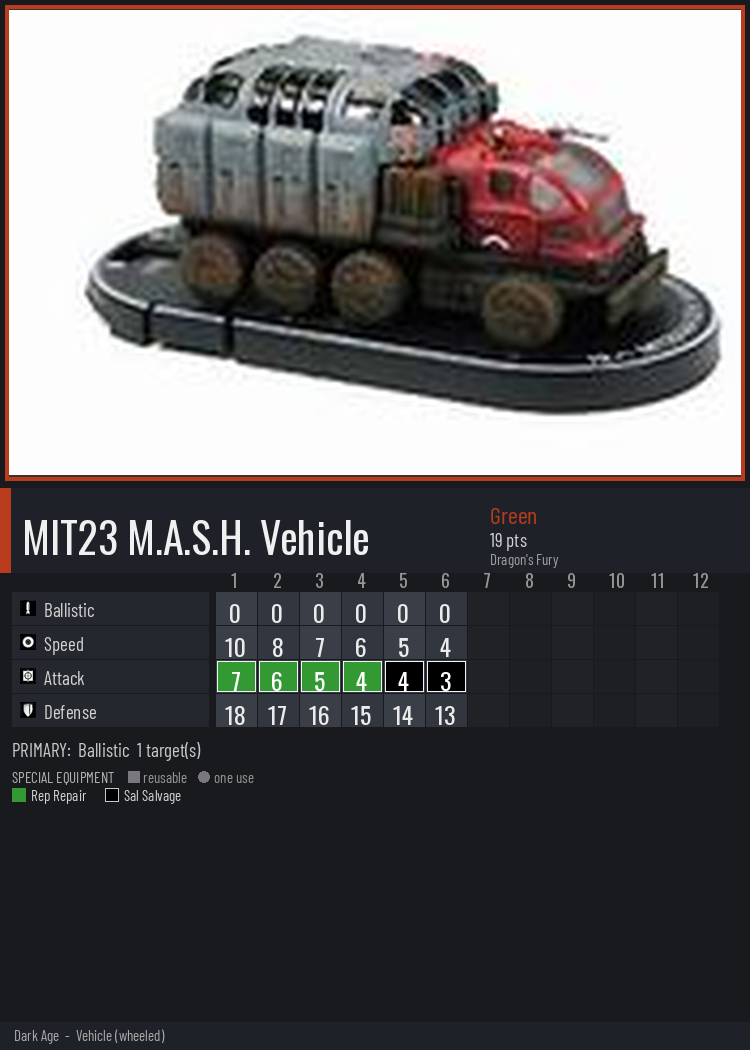 MIT23 M.A.S.H. Vehicle
Green
19 pts
Dragon's Fury
1 2 3 4 5 6 7 8 9 10 11 12
Ballistic 0 0 0 0 0 0
Speed 10 8 7 6 5 4
Attack 7 6 5 4 4 3
Defense 18 17 16 15 14 13
PRIMARY: Ballistic 1 target(s)
SPECIAL EQUIPMENT reusable one use
Rep Repair Sal Salvage
Dark Age - Vehicle (wheeled)